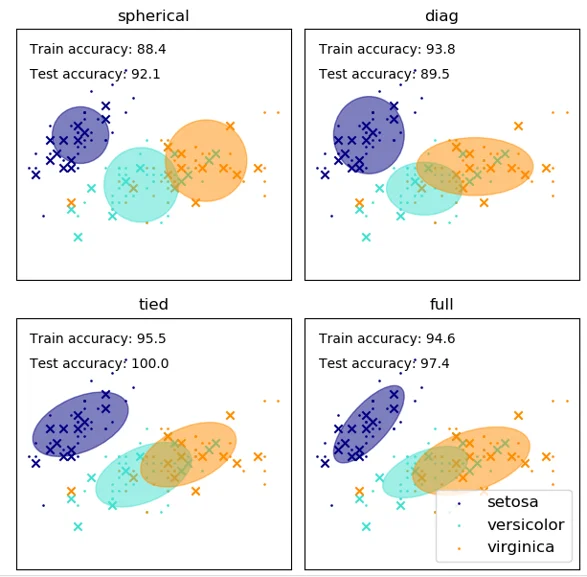 spherical
Train accuracy: 88.4
Test accuracy: 92.1
diag
Train accuracy: 93.8
Test accuracy: 89.5
tied
Train accuracy: 95.5
Test accuracy: 100.0
full
Train accuracy: 94.6
Test accuracy: 97.4
setosa
versicolor
virginica